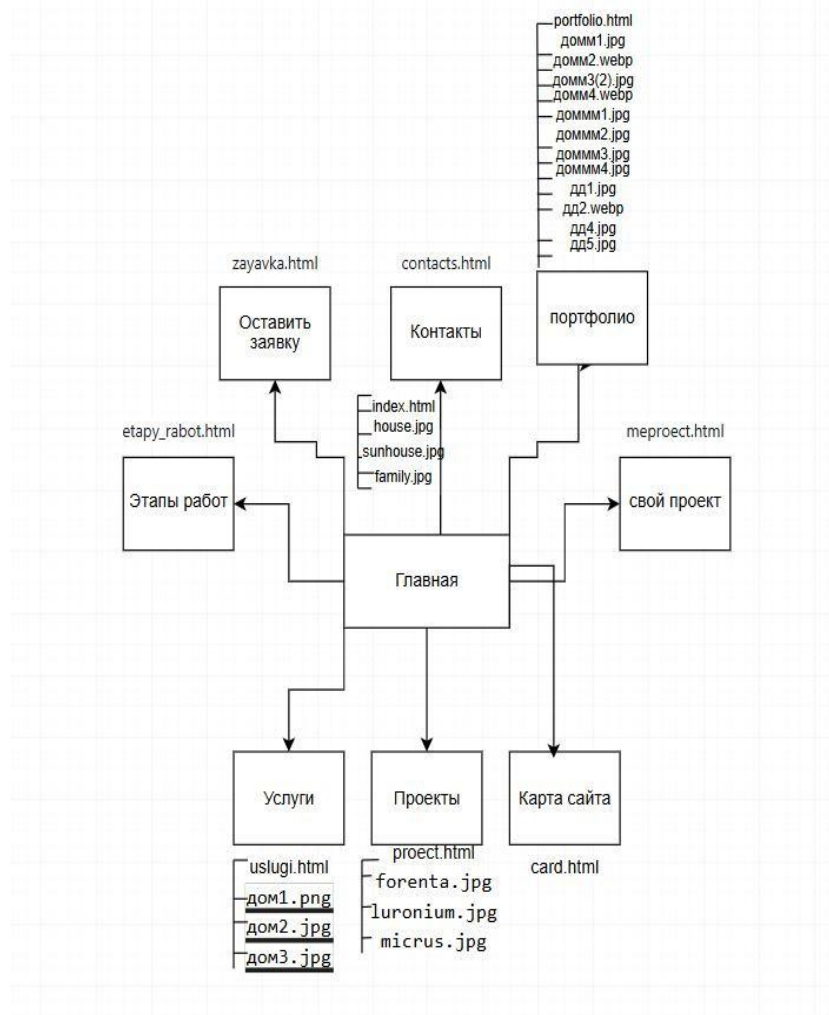 portfolio.html
домм1.jpg
домм2.webp
домм3(2).jpg
домм4.webp
доммм1.jpg
доммм2.jpg
доммм3.jpg
доммм4.jpg
дд1.jpg
дд2.webp
дд4.jpg
дд5.jpg
zayavka.html
contacts.html
Оставить
заявку
Контакты
портфолио
index.html
house.jpg
sunhouse.jpg
family.jpg
etapy_rabot.html
meproect.html
Этапы работ
свой проект
Главная
Услуги
Проекты
Карта сайта
uslugi.html
дом1.png
дом2.jpg
дом3.jpg
proect.html
forenta.jpg
luronium.jpg
micrus.jpg
card.html